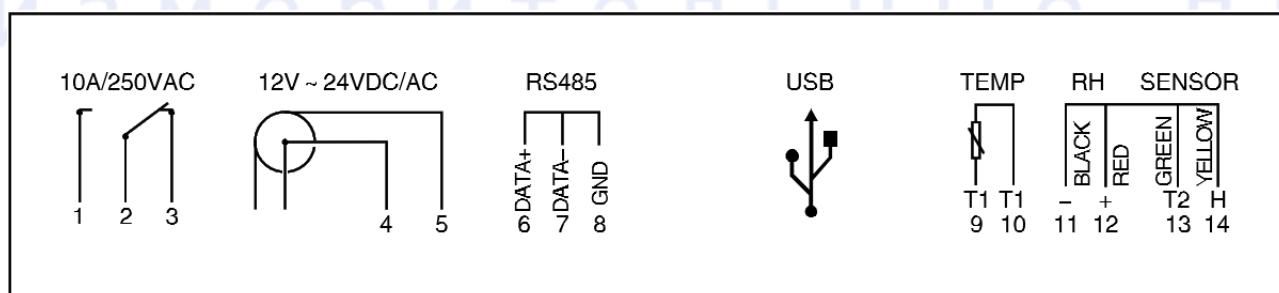 10A/250VAC 12V ~ 24VDC/AC RS485 USB TEMP RH SENSOR
DATA+ DATA- GND BLACK RED GREEN YELLOW
T1 T1 - + T2 H
1 2 3 4 5 6 7 8 9 10 11 12 13 14